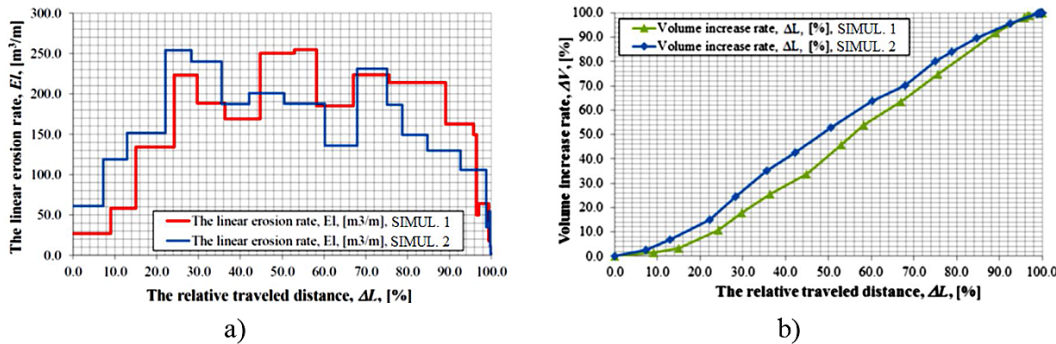 a)
The linear erosion rate, El, [m³/m]
300.0
250.0
200.0
150.0
100.0
50.0
0.0
The linear erosion rate, El, [m3/m], SIMUL. 1
The linear erosion rate, El, [m3/m], SIMUL. 2
0.0 10.0 20.0 30.0 40.0 50.0 60.0 70.0 80.0 90.0 100.0
The relative traveled distance, ΔL, [%]
b)
Volume increase rate, ΔV, [%]
100.0
90.0
80.0
70.0
60.0
50.0
40.0
30.0
20.0
10.0
0.0
Volume increase rate, ΔL, [%], SIMUL. 1
Volume increase rate, ΔL, [%], SIMUL. 2
0.0 10.0 20.0 30.0 40.0 50.0 60.0 70.0 80.0 90.0 100.0
The relative traveled distance, ΔL, [%]